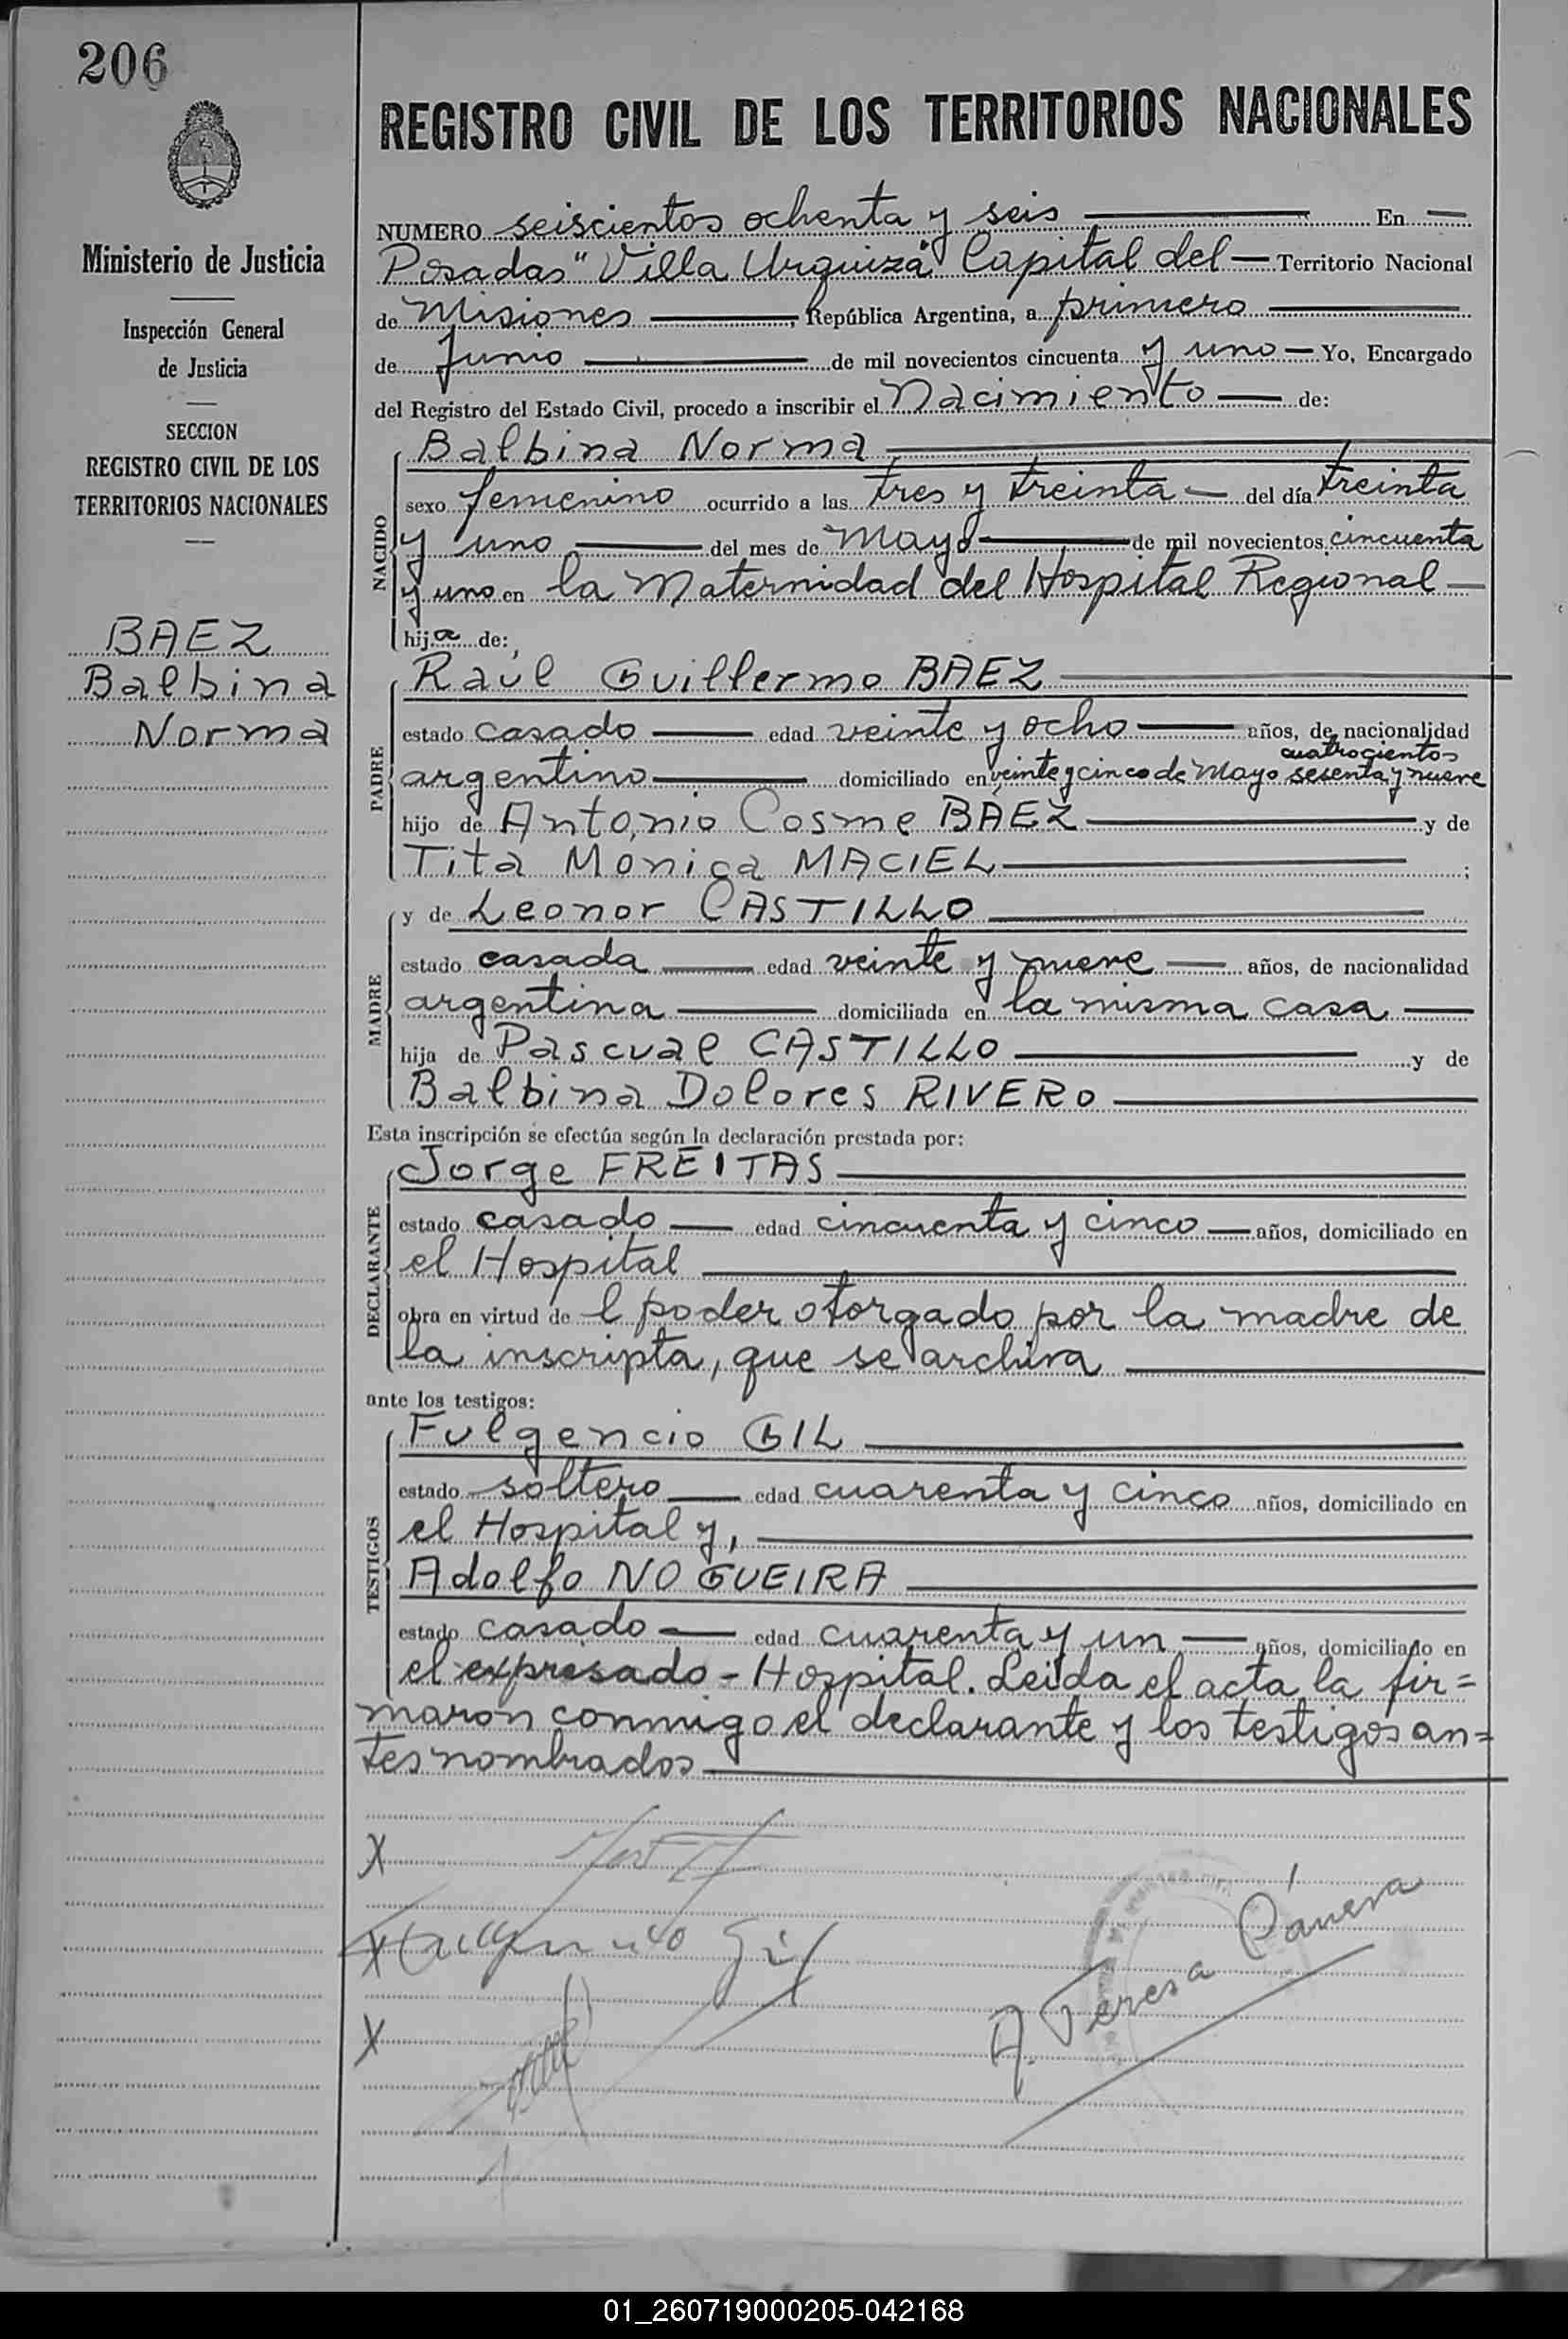 206
Ministerio de Justicia
Inspección General
de Justicia
SECCION
REGISTRO CIVIL DE LOS
TERRITORIOS NACIONALES
BAEZ
Balbina
Norma
REGISTRO CIVIL DE LOS TERRITORIOS NACIONALES
NUMERO seiscientos ochenta y seis En
Posadas "Villa Urquiza" Capital del Territorio Nacional
de Misiones, República Argentina, a primero
de Junio de mil novecientos cincuenta y uno Yo, Encargado
del Registro del Estado Civil, procedo a inscribir el Nacimiento de:
NACIDO
Balbina Norma
sexo femenino ocurrido a las tres y treinta del día treinta
y uno del mes de Mayo de mil novecientos cincuenta
y uno en la Maternidad del Hospital Regional
hija de:
PADRE
Raúl Guillermo BAEZ
estado casado edad veinte y ocho años, de nacionalidad
cuatrocientos
argentino domiciliado en veinte y cinco de Mayo sesenta y nueve
hijo de Antonio Cosme BÁEZ y de
Tita Mónica MACIEL;
MADRE
y de Leonor CASTILLO
estado casada edad veinte y nueve años, de nacionalidad
argentina domiciliada en la misma casa
hija de Pascual CASTILLO y de
Balbina Dolores RIVERO
Esta inscripción se efectúa según la declaración prestada por:
DECLARANTE
Jorge FREITAS
estado casado edad cincuenta y cinco años, domiciliado en
el Hospital
obra en virtud de l poder otorgado por la madre de
la inscripta, que se archiva
ante los testigos:
TESTIGOS
Fulgencio GIL
estado soltero edad cuarenta y cinco años, domiciliado en
el Hospital y,
Adolfo NOGUEIRA
estado casado edad cuarenta y un años, domiciliado en
el expresado - Hospital. Leida el acta la fir=
maron conmigo el declarante y los testigos an=
tes nombrados
X
X Fulgencio Gil
X
A. Teresa Cánera
01_260719000205-042168